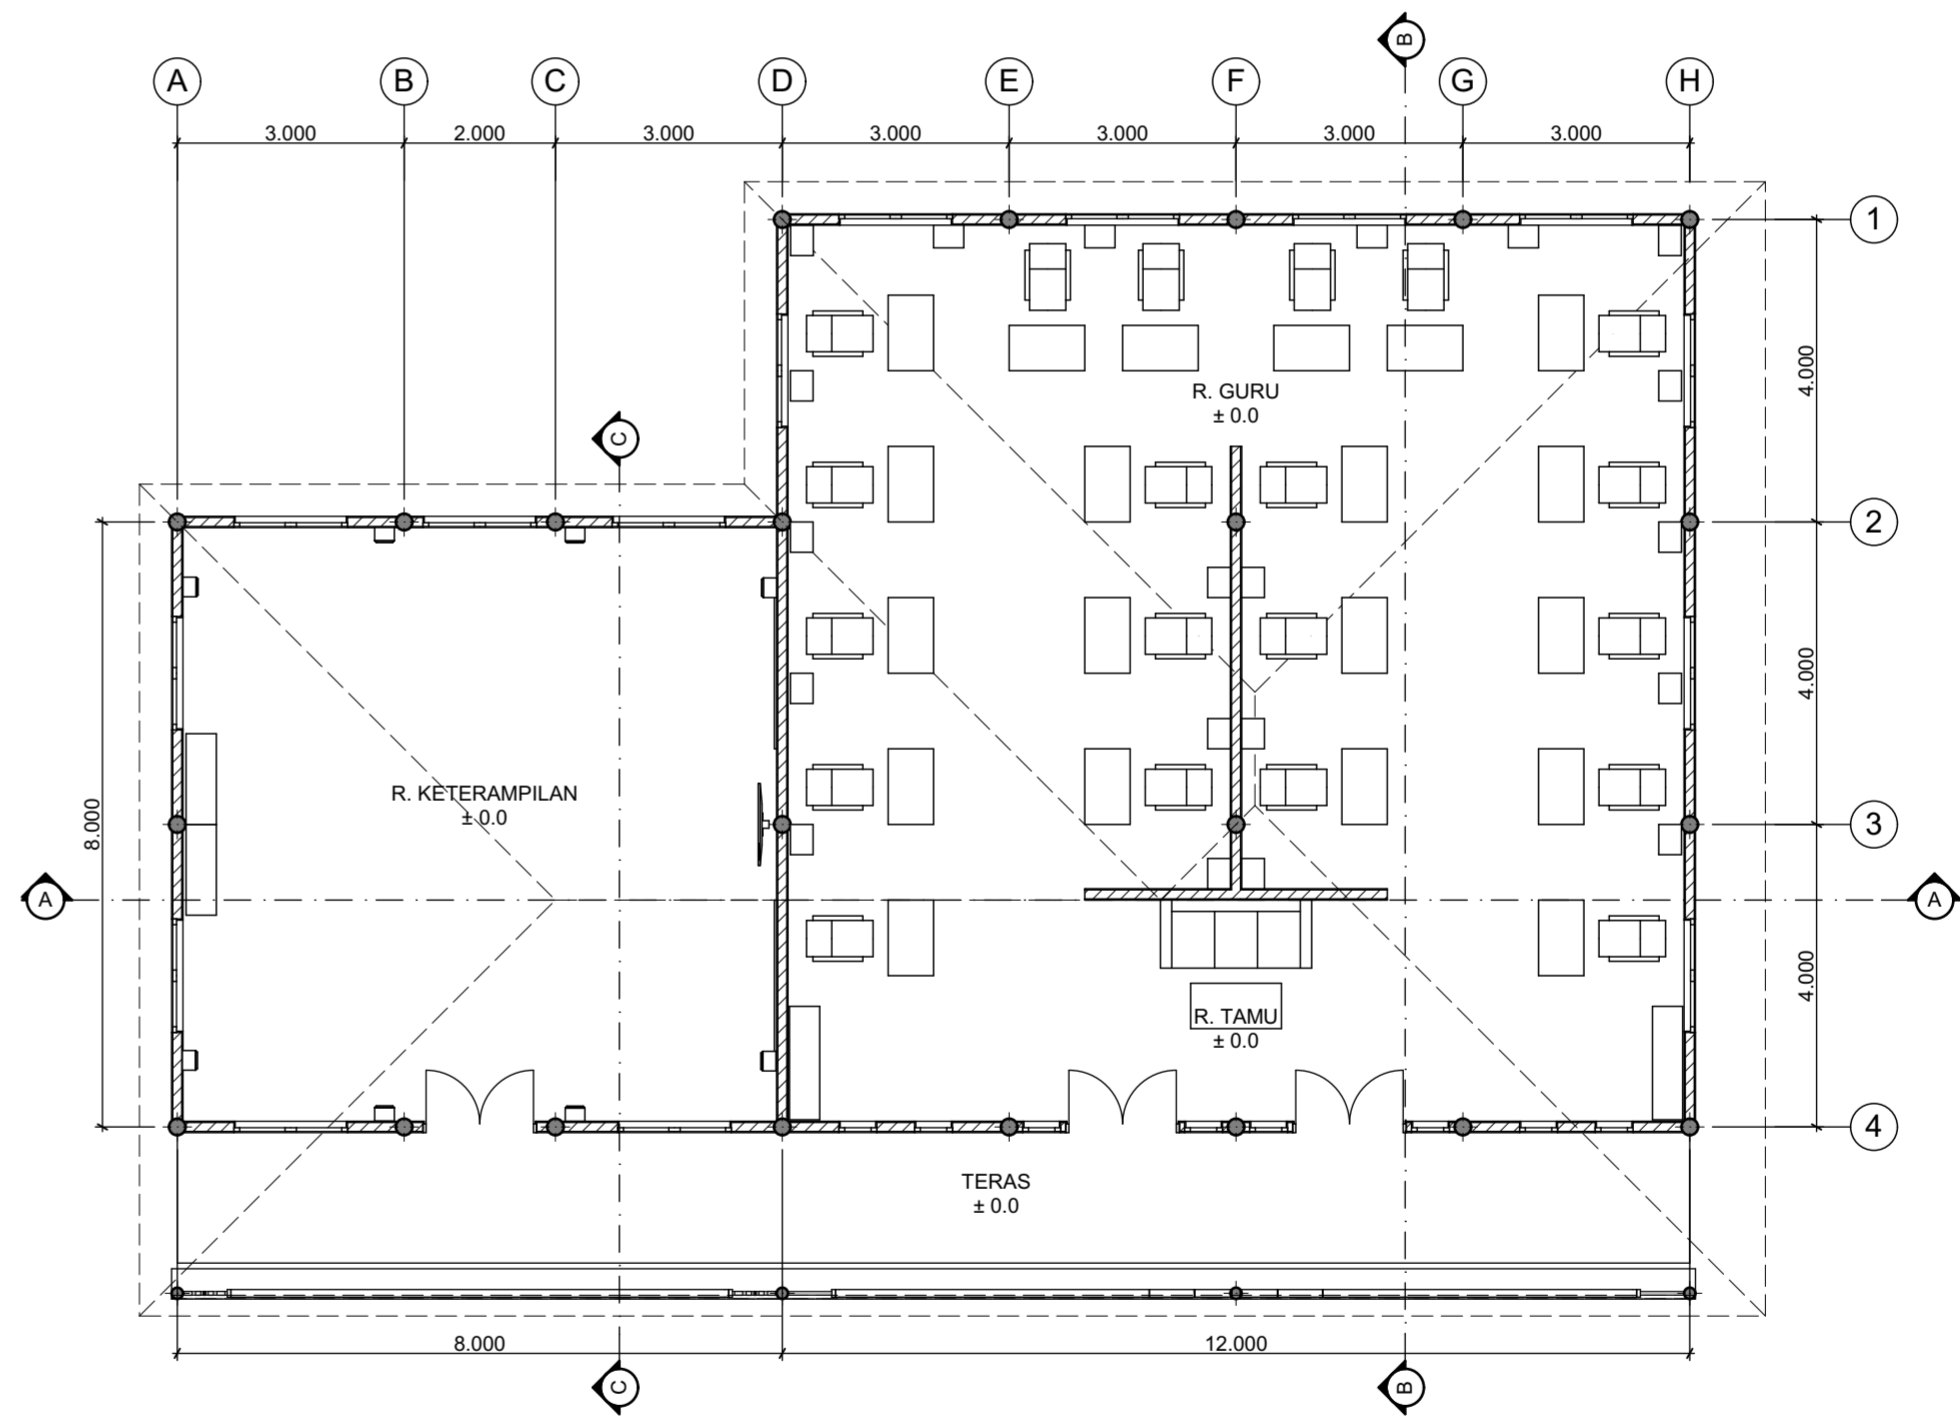 B
A B C D E F G H
3.000 2.000 3.000 3.000 3.000 3.000 3.000
1
4.000
R. GURU
± 0.0
C
2
4.000
R. KETERAMPILAN
± 0.0
8.000
3
A A
4.000
R. TAMU
± 0.0
4
TERAS
± 0.0
8.000 12.000
C B